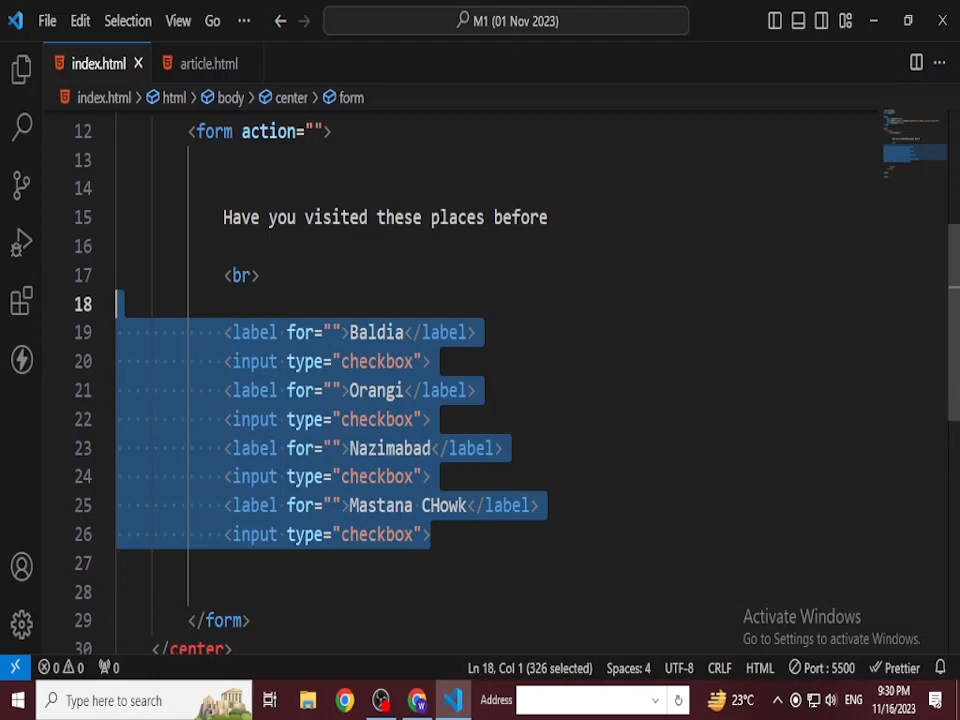 File Edit Selection View Go ··· M1 (01 Nov 2023)
index.html article.html
index.html > html > body > center > form
12 <form action="">
13
14
15 Have you visited these places before
16
17 <br>
18
19 <label for="">Baldia</label>
20 <input type="checkbox">
21 <label for="">Orangi</label>
22 <input type="checkbox">
23 <label for="">Nazimabad</label>
24 <input type="checkbox">
25 <label for="">Mastana CHowk</label>
26 <input type="checkbox">
27
28
29 </form>
30 </center>
Activate Windows
Go to Settings to activate Windows.
0 0 0 Ln 18, Col 1 (326 selected) Spaces: 4 UTF-8 CRLF HTML Port : 5500 Prettier
Type here to search Address 23°C ENG 9:30 PM
11/16/2023